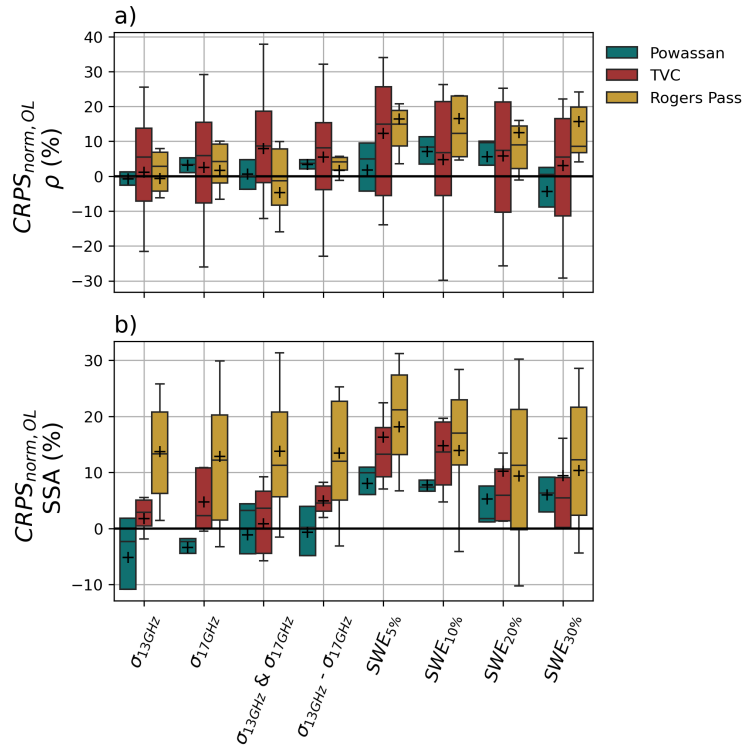 a)
40
30
20
10
0
−10
−20
−30
CRPSnorm, OL
ρ (%)
Powassan
TVC
Rogers Pass
b)
30
20
10
0
−10
CRPSnorm, OL
SSA (%)
σ13GHz
σ17GHz
σ13GHz & σ17GHz
σ13GHz - σ17GHz
SWE5%
SWE10%
SWE20%
SWE30%